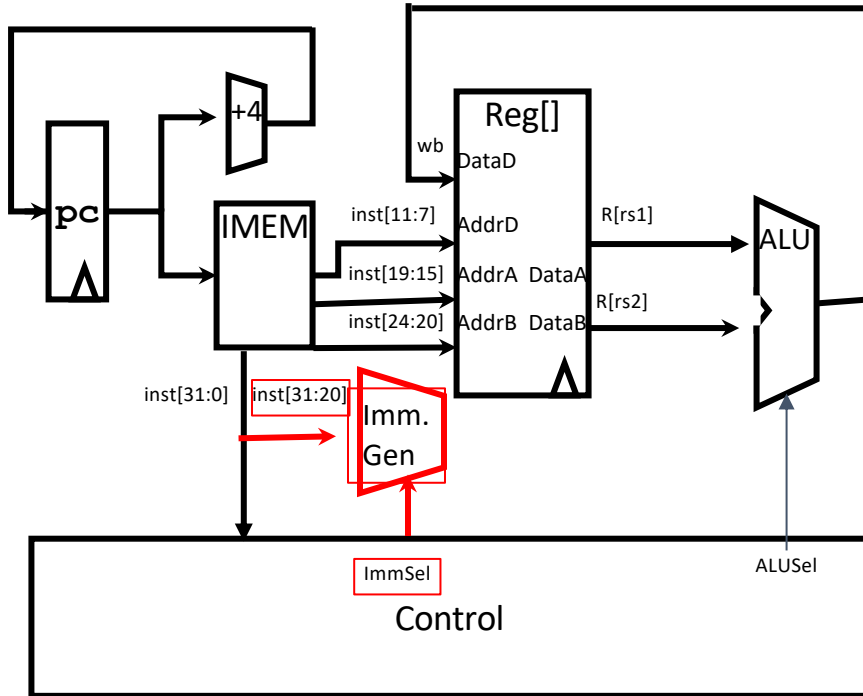 +4
Reg[]
wb
DataD
pc
IMEM
inst[11:7]
AddrD
R[rs1]
ALU
inst[19:15]
AddrA
DataA
R[rs2]
inst[24:20]
AddrB
DataB
inst[31:0]
inst[31:20]
Imm.
Gen
ImmSel
ALUSel
Control